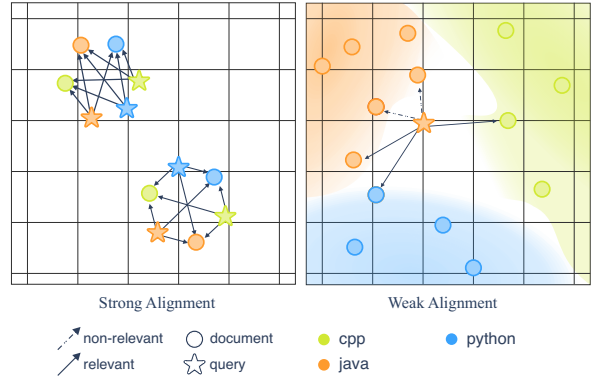 Strong Alignment
Weak Alignment
non-relevant
document
cpp
python
relevant
query
java